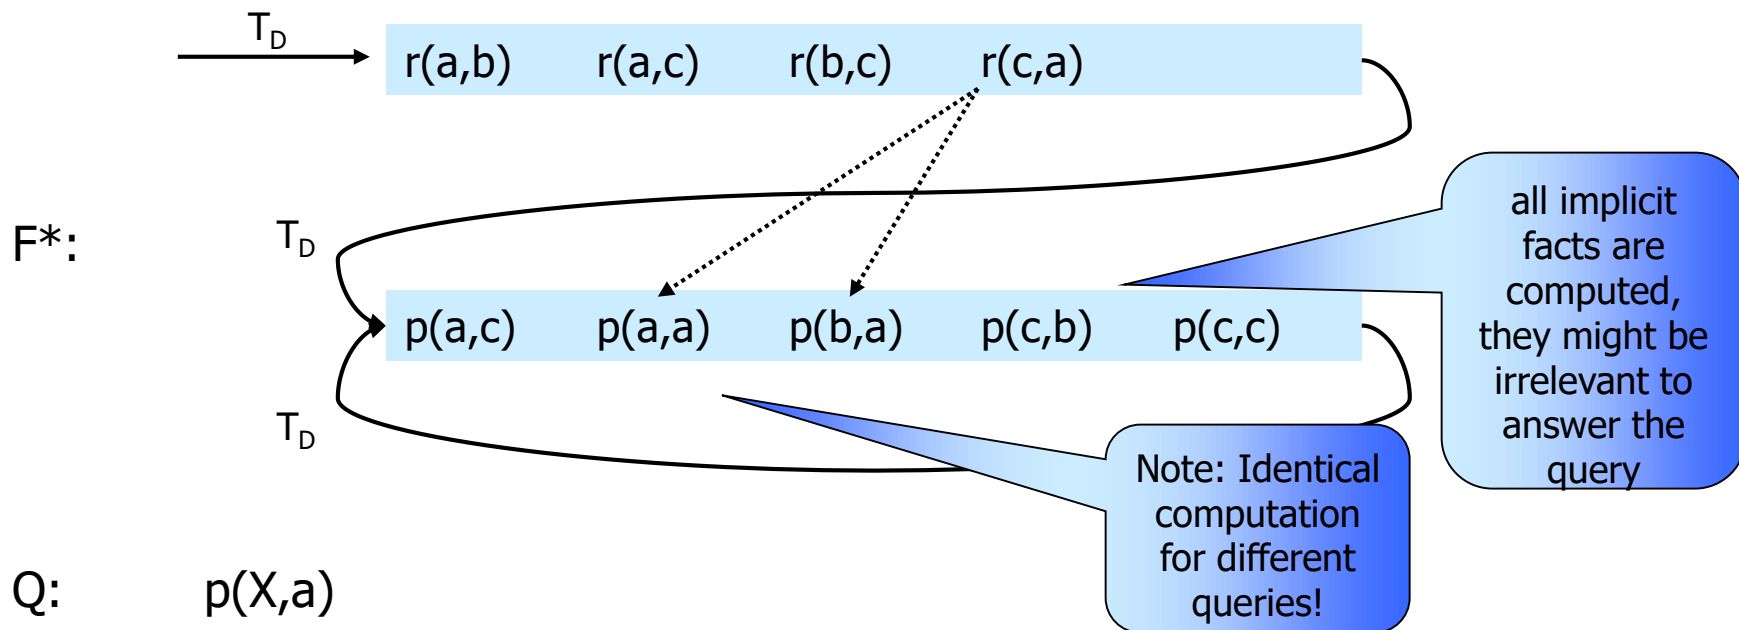 T_D
r(a,b) r(a,c) r(b,c) r(c,a)
F*:
T_D
p(a,c) p(a,a) p(b,a) p(c,b) p(c,c)
T_D
all implicit
facts are
computed,
they might be
irrelevant to
answer the
query
Note: Identical
computation
for different
queries!
Q: p(X,a)